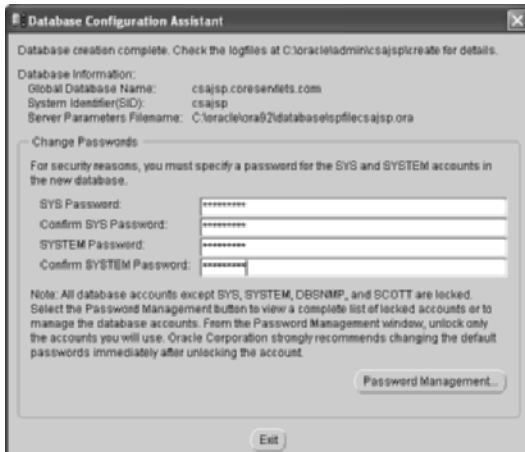 Database Configuration Assistant
Database creation complete. Check the logfiles at C:\oracle\admin\csajsp\create for details.
Database Information:
Global Database Name: csajsp.coreservlets.com
System Identifier(SID): csajsp
Server Parameters Filename: C:\oracle\ora92\database\spfilecsajsp.ora
Change Passwords
For security reasons, you must specify a password for the SYS and SYSTEM accounts in
the new database.
SYS Password: *********
Confirm SYS Password: *********
SYSTEM Password: *********
Confirm SYSTEM Password: *********
Note: All database accounts except SYS, SYSTEM, DBSNMP, and SCOTT are locked.
Select the Password Management button to view a complete list of locked accounts or to
manage the database accounts. From the Password Management window, unlock only
the accounts you will use. Oracle Corporation strongly recommends changing the default
passwords immediately after unlocking the account.
Password Management...
Exit